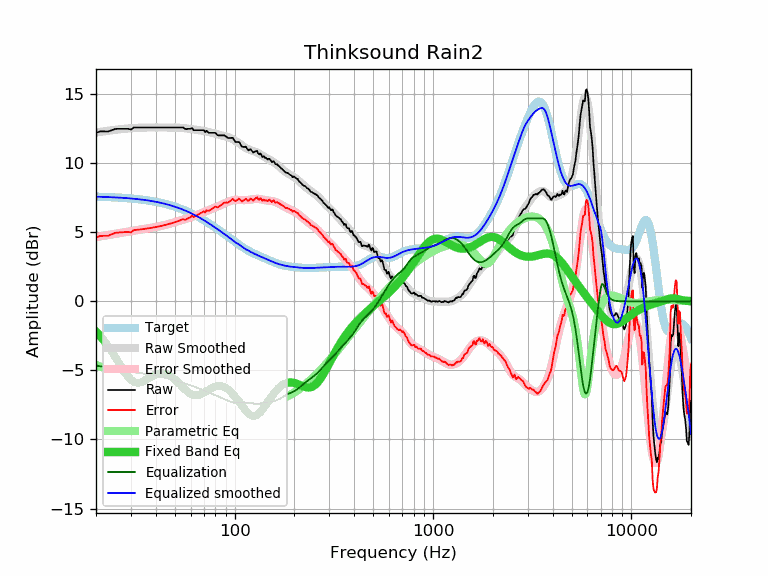 Thinksound Rain2
Amplitude (dBr)
15
10
5
0
−5
−10
−15
Target
Raw Smoothed
Error Smoothed
Raw
Error
Parametric Eq
Fixed Band Eq
Equalization
Equalized smoothed
100
1000
10000
Frequency (Hz)